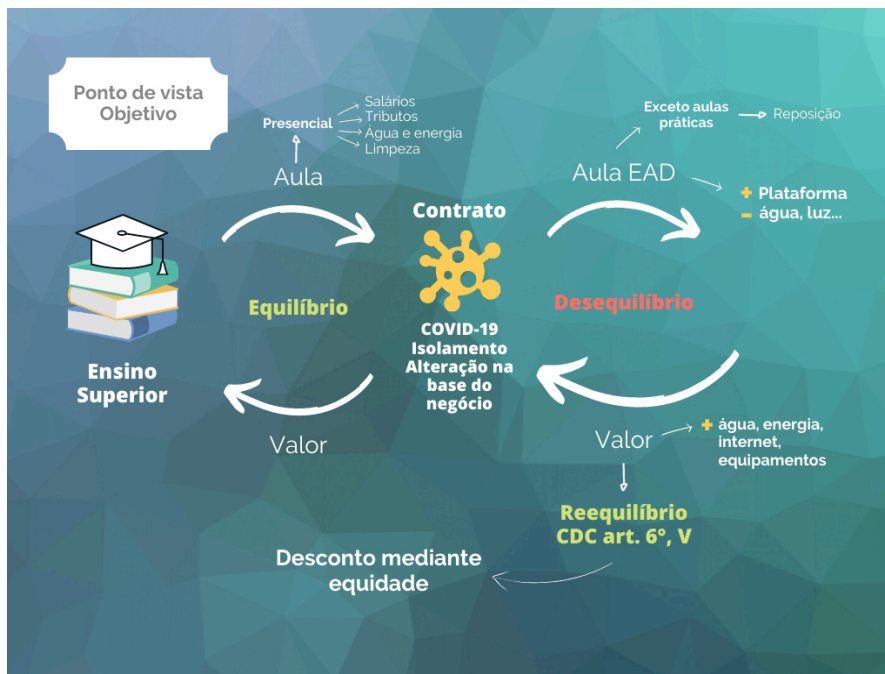 Ponto de vista
Objetivo
Presencial
Salários
Tributos
Água e energia
Limpeza
Aula
Exceto aulas
práticas
Reposição
Aula EAD
+ Plataforma
- água, luz...
Contrato
Equilíbrio
Desequilíbrio
COVID-19
Isolamento
Alteração na
base do
negócio
Ensino
Superior
Valor
Valor
+ água, energia,
internet,
equipamentos
Reequilíbrio
CDC art. 6°, V
Desconto mediante
equidade